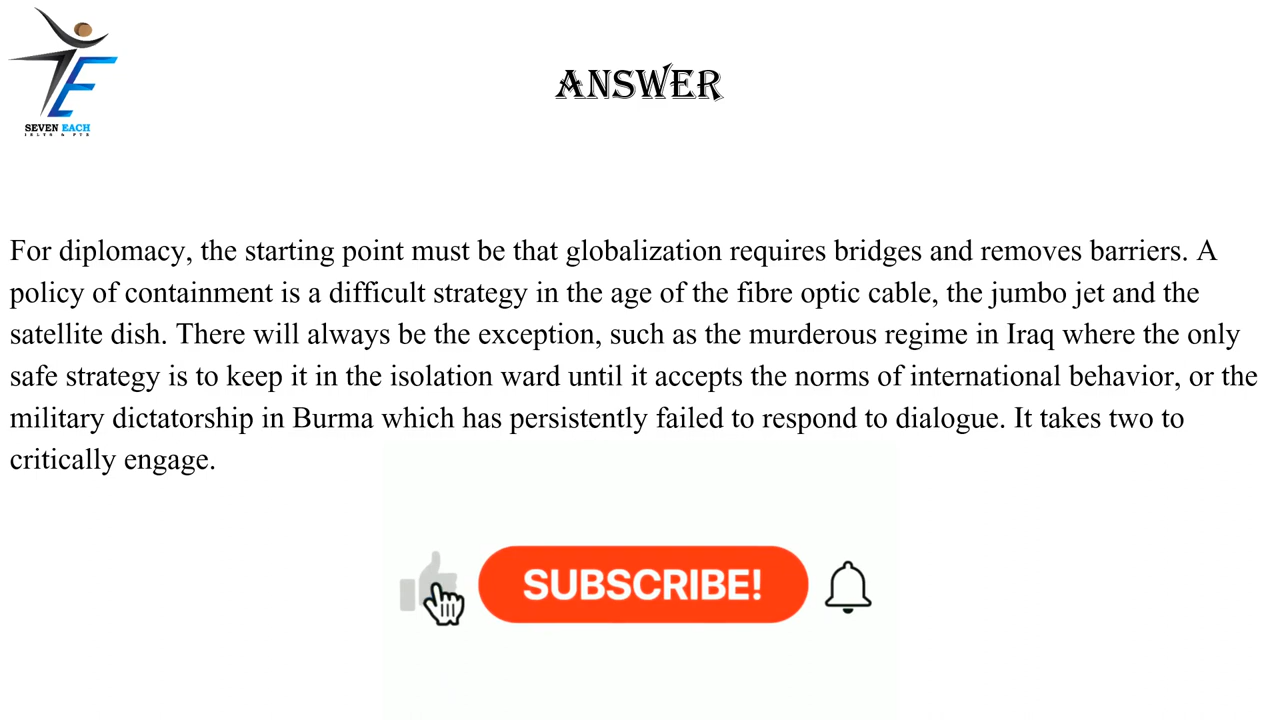 SEVEN EACH
IELTS & PTE
ANSWER
For diplomacy, the starting point must be that globalization requires bridges and removes barriers. A
policy of containment is a difficult strategy in the age of the fibre optic cable, the jumbo jet and the
satellite dish. There will always be the exception, such as the murderous regime in Iraq where the only
safe strategy is to keep it in the isolation ward until it accepts the norms of international behavior, or the
military dictatorship in Burma which has persistently failed to respond to dialogue. It takes two to
critically engage.
SUBSCRIBE!